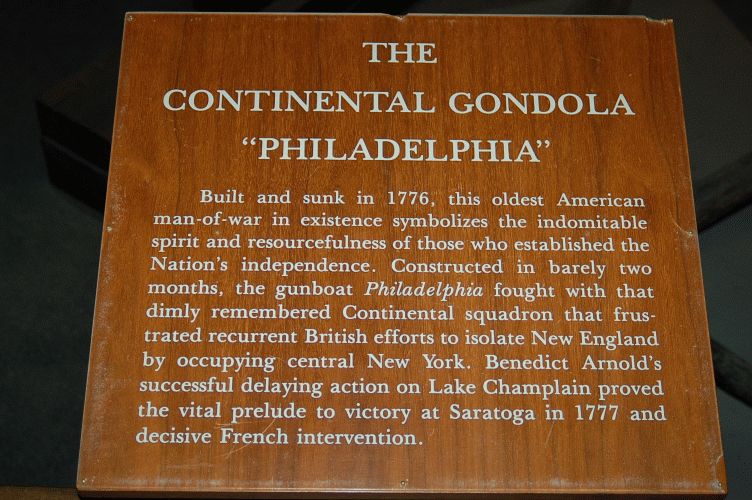 THE
CONTINENTAL GONDOLA
“PHILADELPHIA”
Built and sunk in 1776, this oldest American
man-of-war in existence symbolizes the indomitable
spirit and resourcefulness of those who established the
Nation’s independence. Constructed in barely two
months, the gunboat Philadelphia fought with that
dimly remembered Continental squadron that frus-
trated recurrent British efforts to isolate New England
by occupying central New York. Benedict Arnold’s
successful delaying action on Lake Champlain proved
the vital prelude to victory at Saratoga in 1777 and
decisive French intervention.